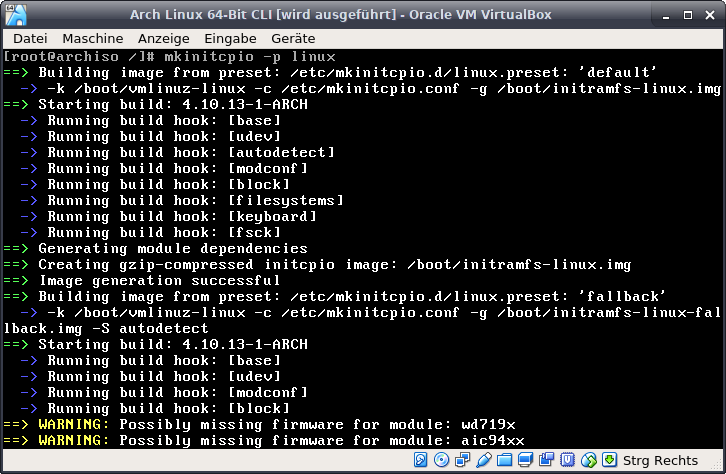 Arch Linux 64-Bit CLI [wird ausgeführt] - Oracle VM VirtualBox
Datei Maschine Anzeige Eingabe Geräte
[root@archiso /]# mkinitcpio -p linux
==> Building image from preset: /etc/mkinitcpio.d/linux.preset: 'default'
  -> -k /boot/vmlinuz-linux -c /etc/mkinitcpio.conf -g /boot/initramfs-linux.img
==> Starting build: 4.10.13-1-ARCH
  -> Running build hook: [base]
  -> Running build hook: [udev]
  -> Running build hook: [autodetect]
  -> Running build hook: [modconf]
  -> Running build hook: [block]
  -> Running build hook: [filesystems]
  -> Running build hook: [keyboard]
  -> Running build hook: [fsck]
==> Generating module dependencies
==> Creating gzip-compressed initcpio image: /boot/initramfs-linux.img
==> Image generation successful
==> Building image from preset: /etc/mkinitcpio.d/linux.preset: 'fallback'
  -> -k /boot/vmlinuz-linux -c /etc/mkinitcpio.conf -g /boot/initramfs-linux-fal
lback.img -S autodetect
==> Starting build: 4.10.13-1-ARCH
  -> Running build hook: [base]
  -> Running build hook: [udev]
  -> Running build hook: [modconf]
  -> Running build hook: [block]
==> WARNING: Possibly missing firmware for module: wd719x
==> WARNING: Possibly missing firmware for module: aic94xx
Strg Rechts